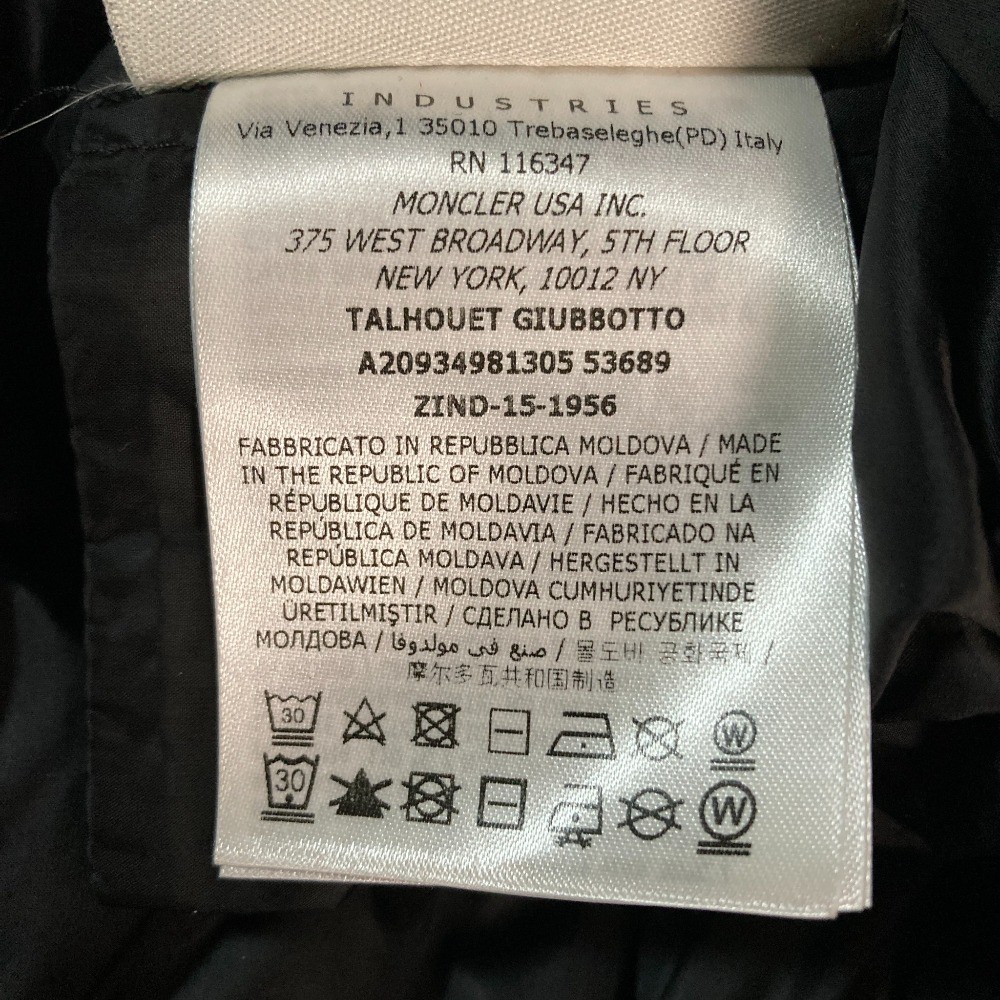 INDUSTRIES
Via Venezia,1 35010 Trebaseleghe(PD) Italy
RN 116347
MONCLER USA INC.
375 WEST BROADWAY, 5TH FLOOR
NEW YORK, 10012 NY
TALHOUET GIUBBOTTO
A20934981305 53689
ZIND-15-1956
FABBRICATO IN REPUBBLICA MOLDOVA / MADE
IN THE REPUBLIC OF MOLDOVA / FABRIQUÉ EN
RÉPUBLIQUE DE MOLDAVIE / HECHO EN LA
REPÚBLICA DE MOLDAVIA / FABRICADO NA
REPÚBLICA MOLDAVA / HERGESTELLT IN
MOLDAWIEN / MOLDOVA CUMHURIYETINDE
ÜRETILMIŞTIR / СДЕЛАНО В РЕСУБЛИКЕ
МОЛДОВА / صنع في مولدوفا / 몰도바 공화국제 /
摩尔多瓦共和国制造
30 W
30 W